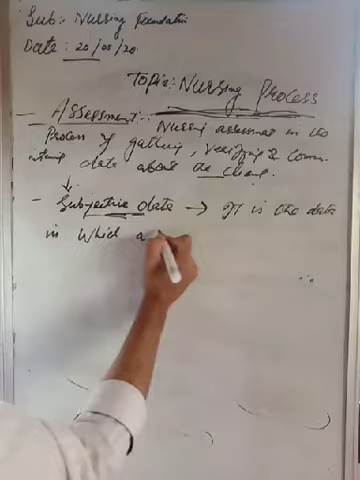 Sub: Nursing Foundation
Date: 20/05/20
Topic: Nursing Process
- Assessment: Nursing assessment is the
Process of gathering, verifying & comm
data about the client.
- Subjective data → It is the data
in which a